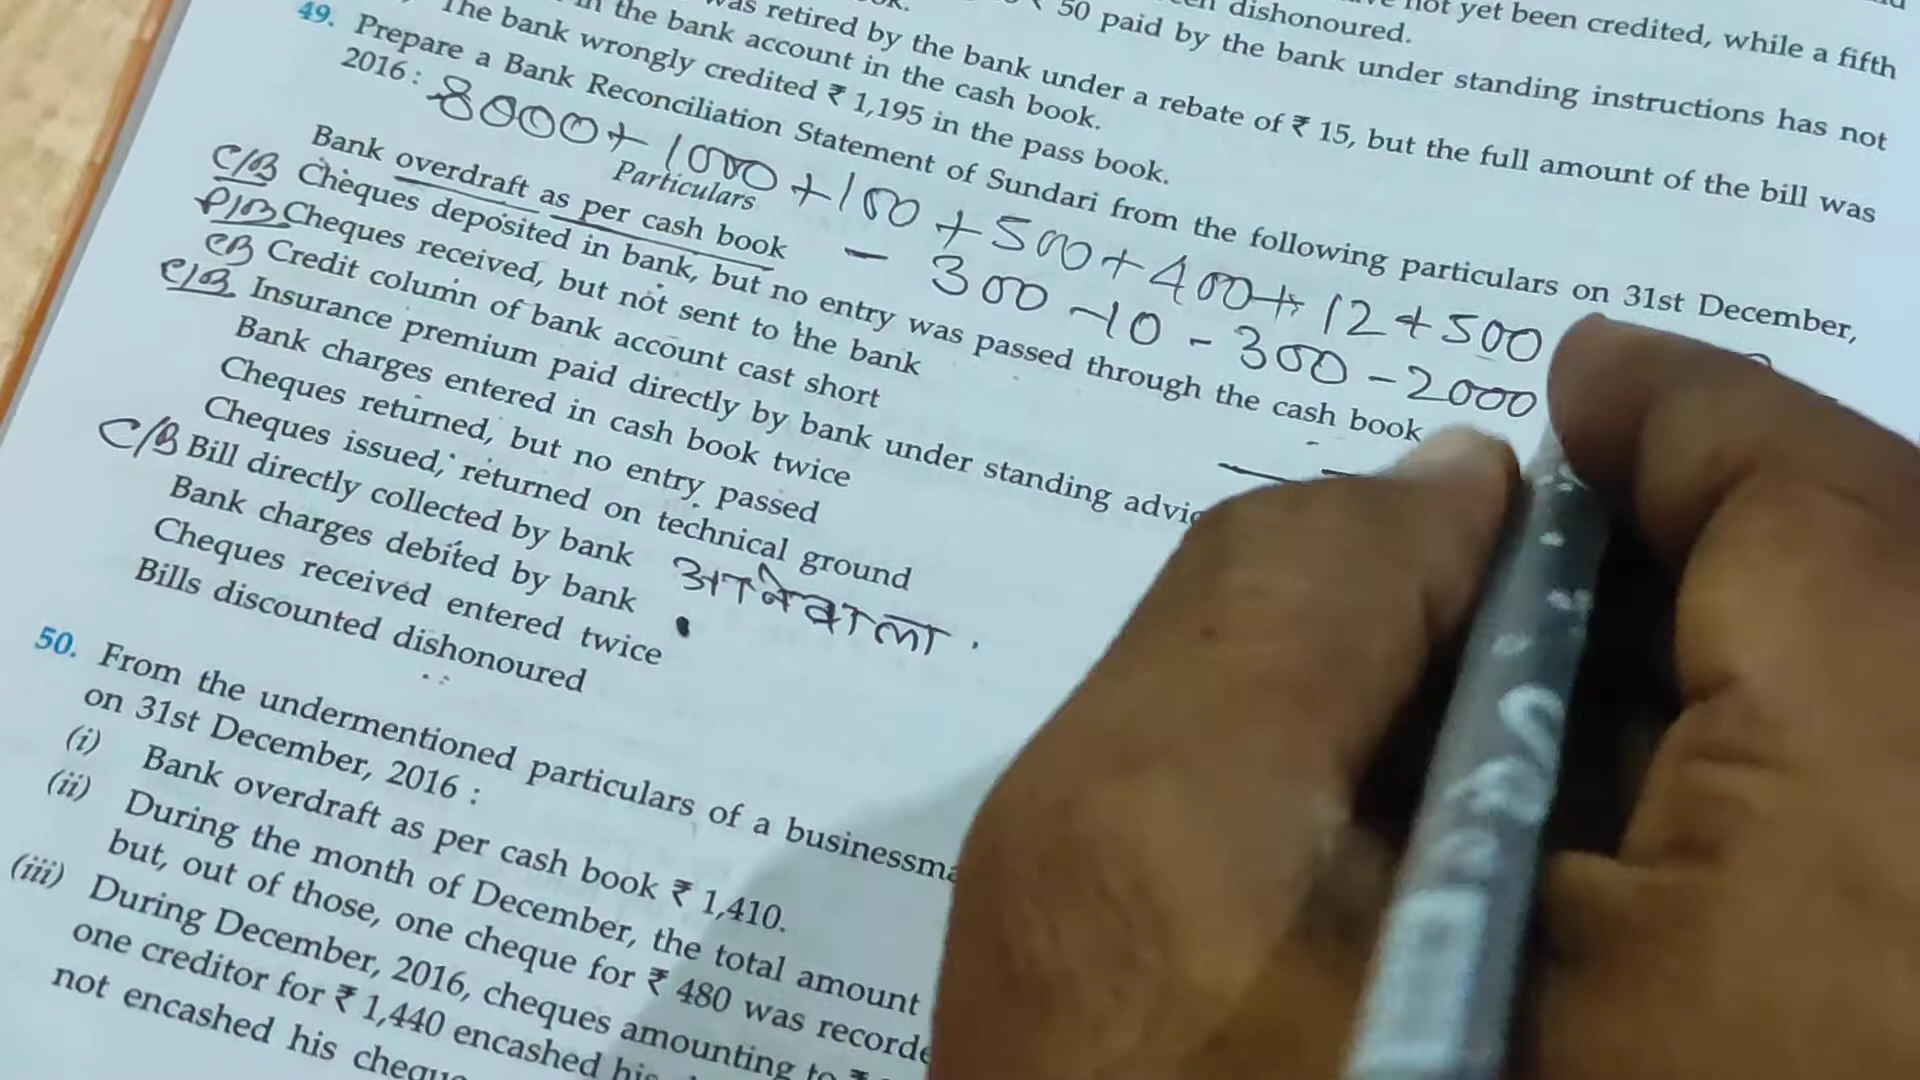 not yet been credited, while a fifth
50 paid by the bank under standing instructions has not
dishonoured.
was retired by the bank under a rebate of ₹ 15, but the full amount of the bill was
in the bank account in the cash book.
The bank wrongly credited ₹ 1,195 in the pass book.
49. Prepare a Bank Reconciliation Statement of Sundari from the following particulars on 31st December,
2016 :
8000+1000+100+500+400+12+500
-300-10-300-2000
Particulars
Bank overdraft as per cash book
C/B Cheques deposited in bank, but no entry was passed through the cash book
P/B Cheques received, but not sent to the bank
CB Credit column of bank account cast short
C/B Insurance premium paid directly by bank under standing
Bank charges entered in cash book twice
Cheques returned, but no entry passed
Cheques issued, returned on technical ground
C/B Bill directly collected by bank आनेवाला
Bank charges debited by bank
Cheques received entered twice
Bills discounted dishonoured
50. From the undermentioned particulars of a
on 31st December, 2016 :
(i) Bank overdraft as per cash book ₹ 1,410.
(ii) During the month of December, the total amount
but, out of those, one cheque for ₹ 480 was
(iii) During December, 2016, cheques amounting to
one creditor for ₹ 1,440 encashed
not encashed his